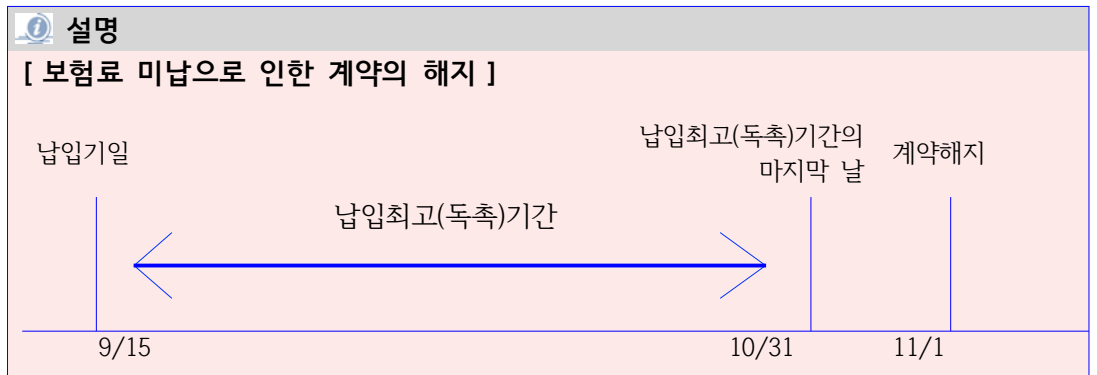 설명
[ 보험료 미납으로 인한 계약의 해지 ]
납입기일
납입최고(독촉)기간의
마지막 날
계약해지
납입최고(독촉)기간
9/15
10/31
11/1